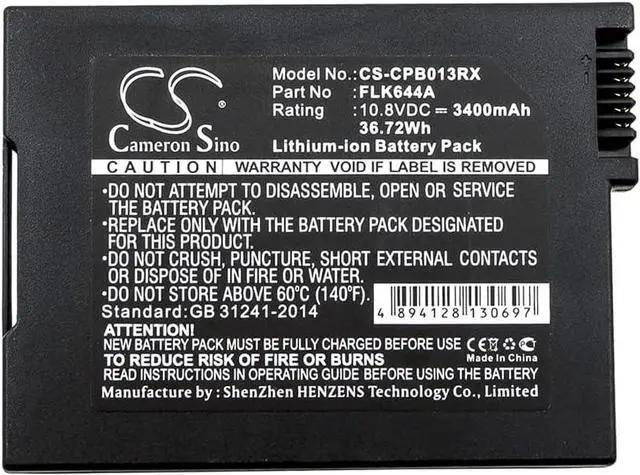 CS
Cameron Sino
Model No.: CS-CPB013RX
Part No : FLK644A
Rating : 10.8VDC ⎓ 3400mAh
36.72Wh
Lithium-ion Battery Pack
CAUTION WARRANTY VOID IF LABEL IS REMOVED
•DO NOT ATTEMPT TO DISASSEMBLE, OPEN OR SERVICE
THE BATTERY PACK.
•REPLACE ONLY WITH THE BATTERY PACK DESIGNATED
FOR YOUR PRODUCT.
•DO NOT CRUSH, PUNCTURE, SHORT EXTERNAL CONTACTS
OR DISPOSE OF IN FIRE OR WATER.
•DO NOT STORE ABOVE 60℃ (140℉).
Standard:GB 31241-2014
4 894128 130697
ATTENTION!
NEW BATTERY PACK MUST BE FULLY CHARGED BEFORE USE
TO REDUCE RISK OF FIRE OR BURNS
READ INSTRUCTIONS IN OPERATING GUIDE BEFORE USING BATTERY
CE
Made In China
Manufacturer : ShenZhen HENZENS Technology Co., Limited
+
-